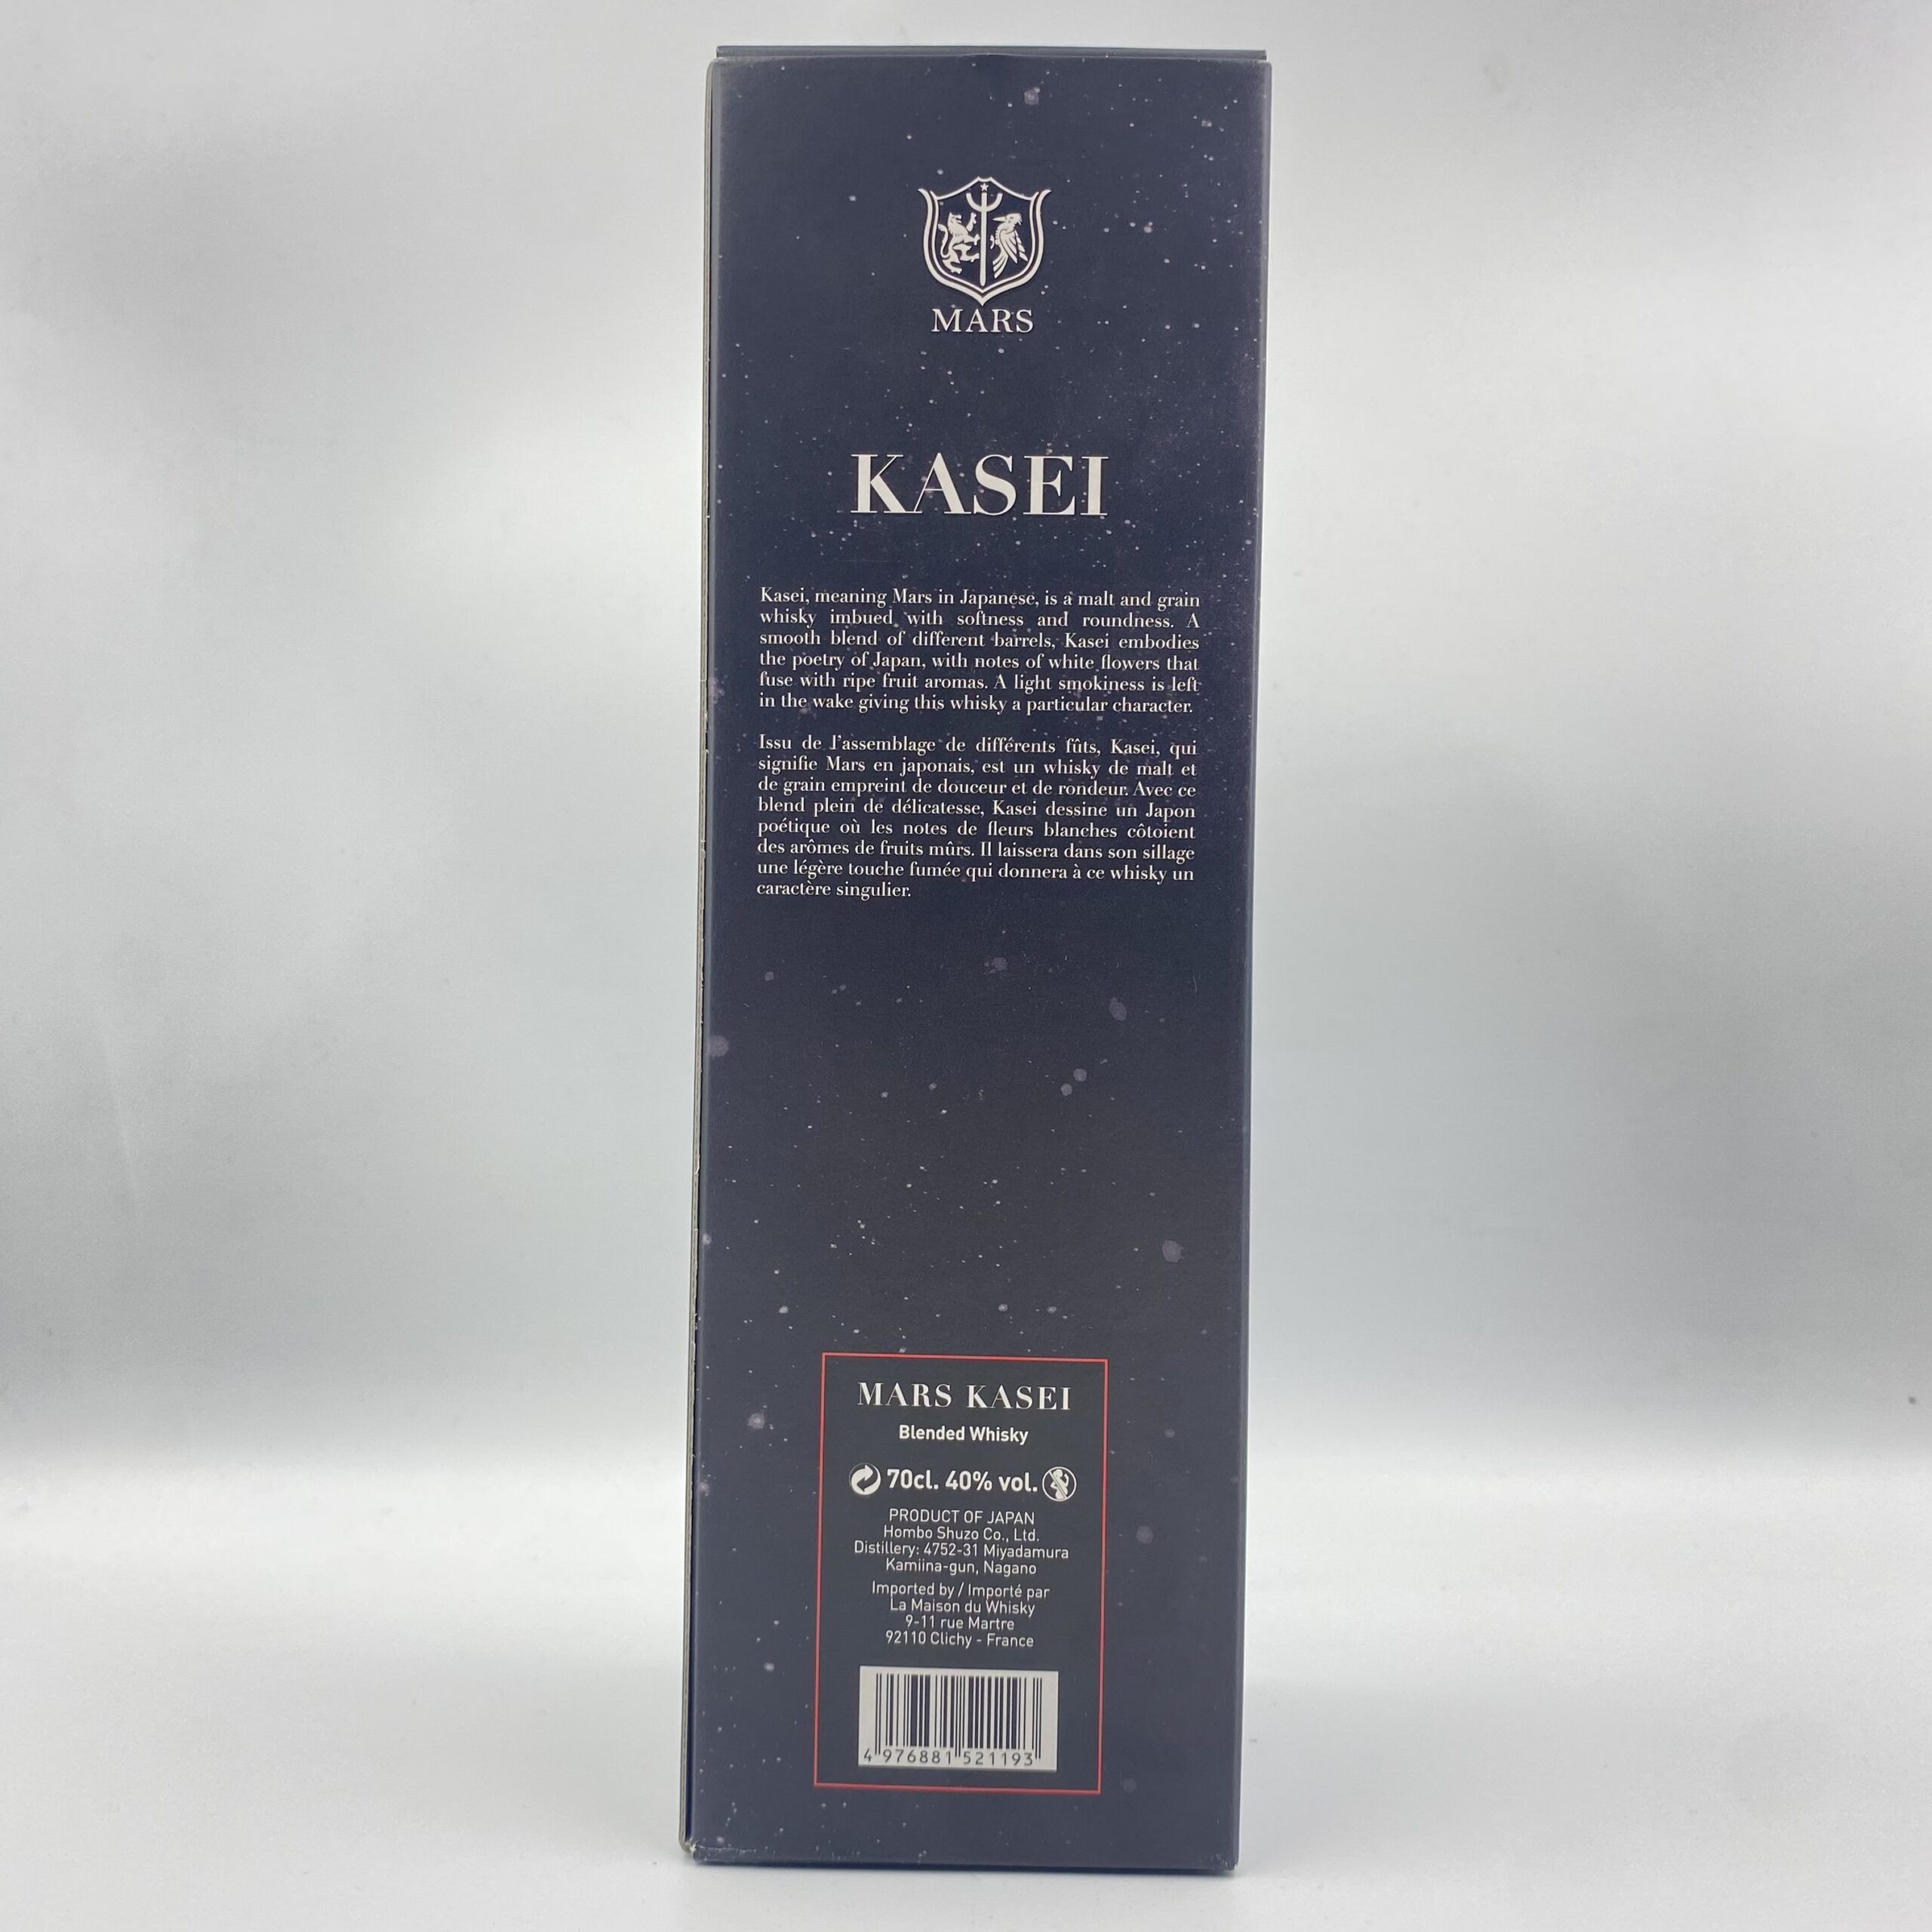 MARS
KASEI
Kasei, meaning Mars in Japanese, is a malt and grain
whisky imbued with softness and roundness. A
smooth blend of different barrels, Kasei embodies
the poetry of Japan, with notes of white flowers that
fuse with ripe fruit aromas. A light smokiness is left
in the wake giving this whisky a particular character.
Issu de l'assemblage de différents fûts, Kasei, qui
signifie Mars en japonais, est un whisky de malt et
de grain empreint de douceur et de rondeur. Avec ce
blend plein de délicatesse, Kasei dessine un Japon
poétique où les notes de fleurs blanches côtoient
des arômes de fruits mûrs. Il laissera dans son sillage
une légère touche fumée qui donnera à ce whisky un
caractère singulier.
MARS KASEI
Blended Whisky
70cl. 40% vol.
PRODUCT OF JAPAN
Hombo Shuzo Co., Ltd.
Distillery: 4752-31 Miyadamura
Kamiina-gun, Nagano
Imported by / Importé par
La Maison du Whisky
9-11 rue Martre
92110 Clichy - France
4 976881 521193